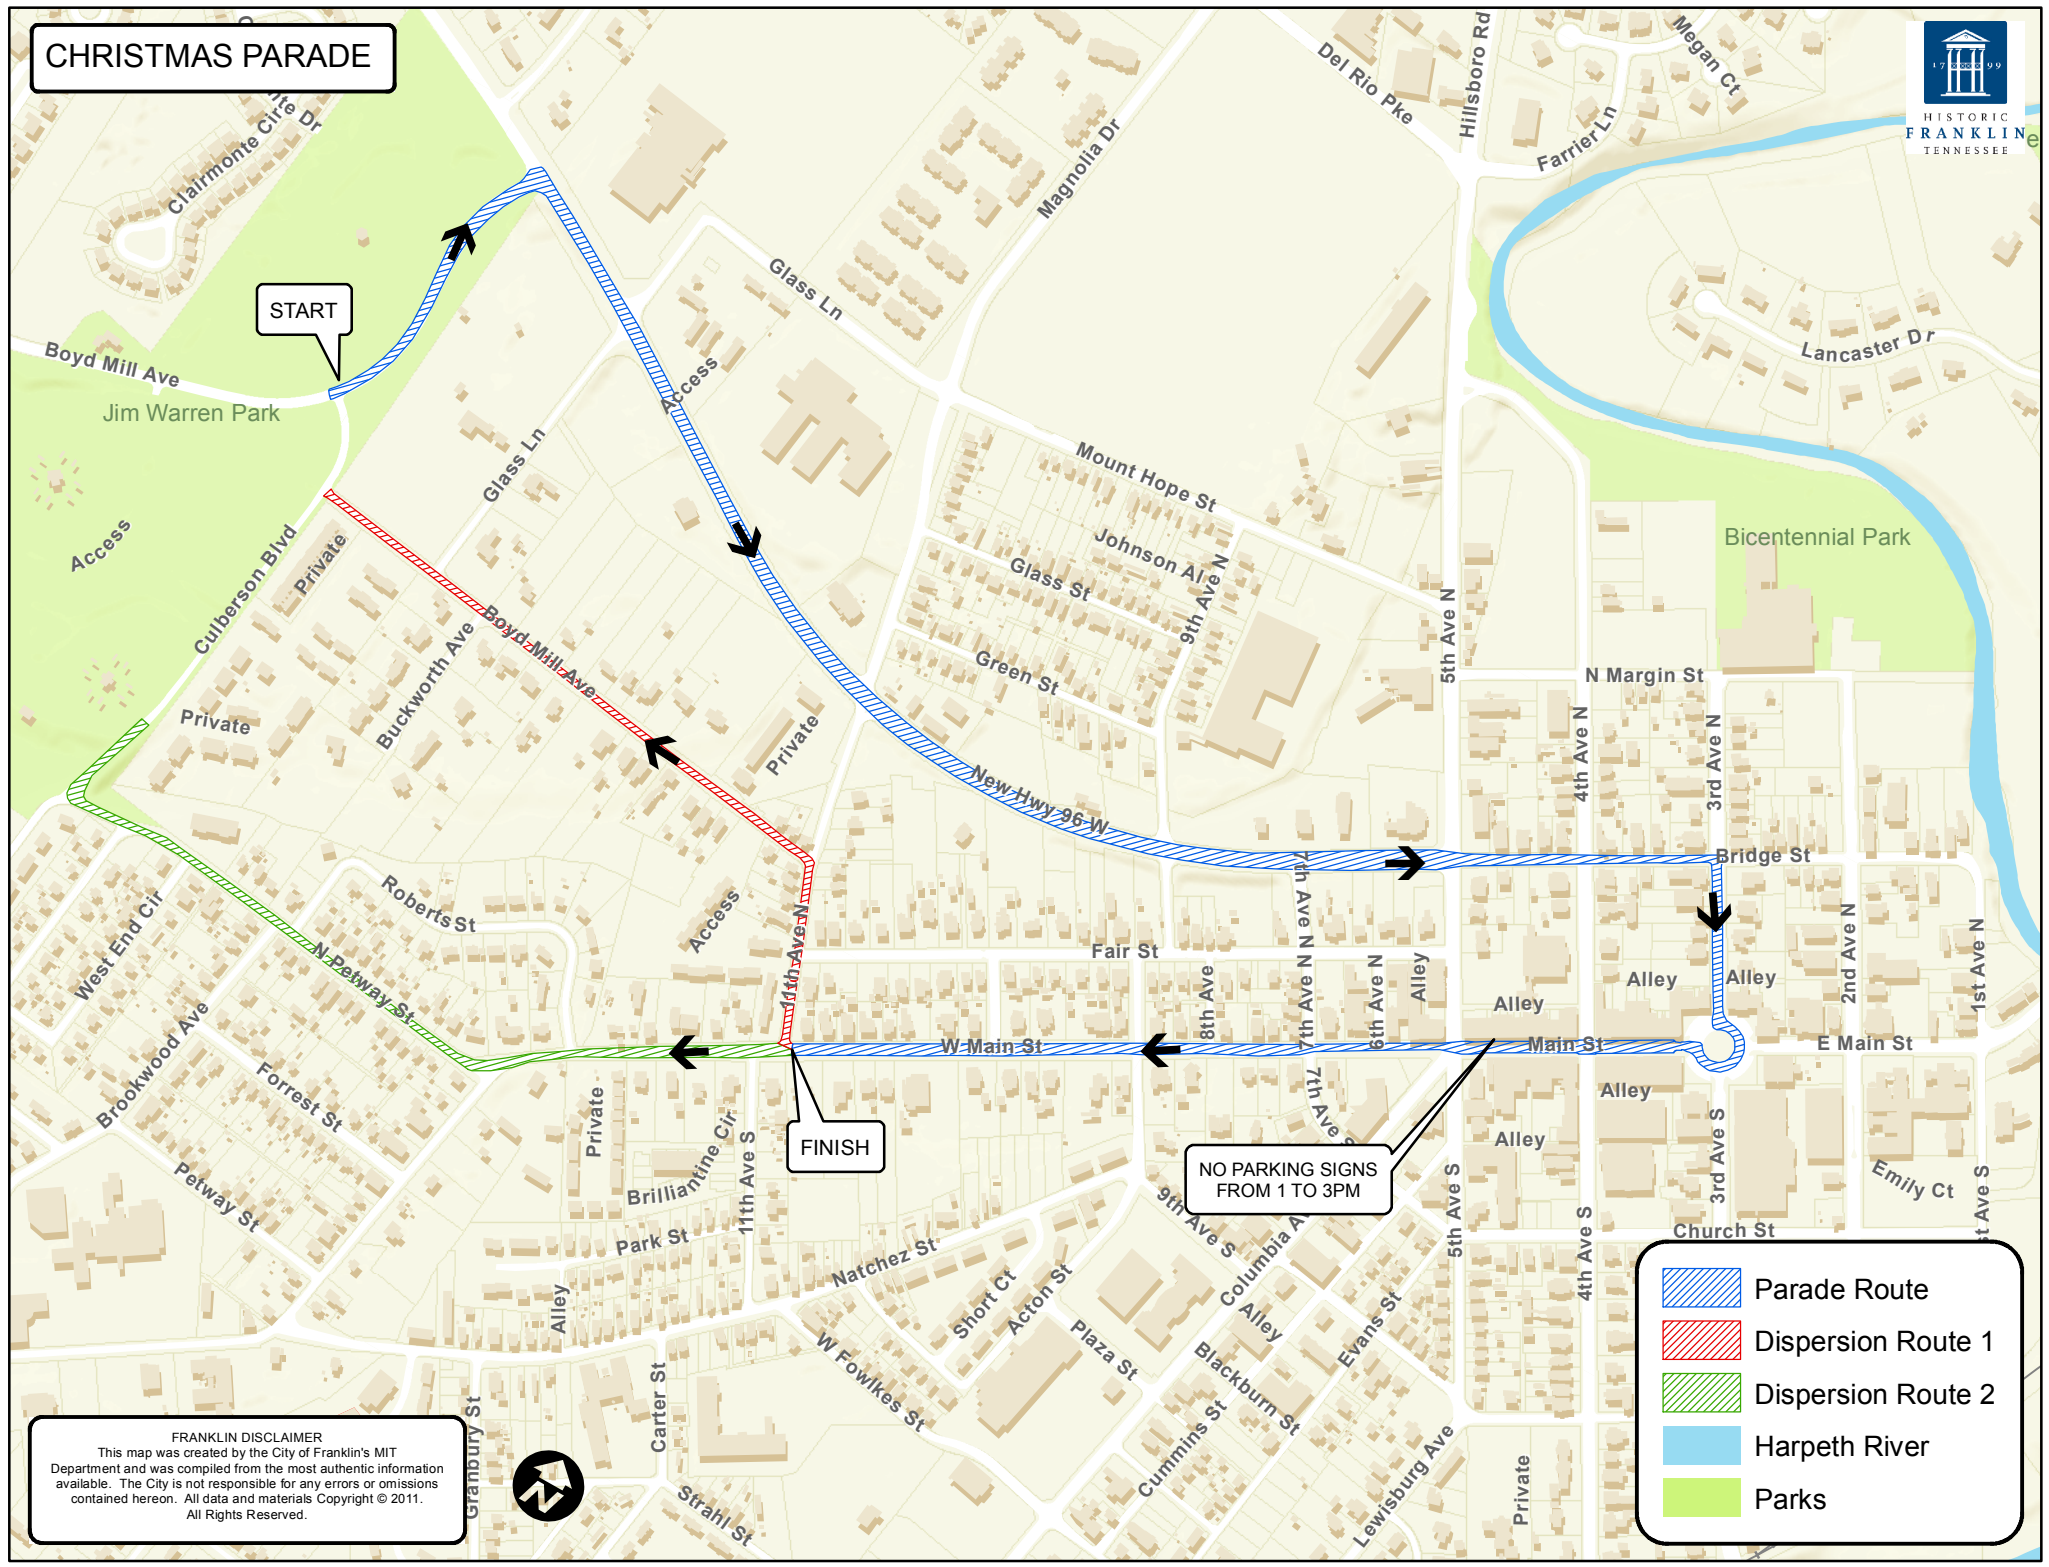 CHRISTMAS PARADE
1799
HISTORIC
FRANKLIN
TENNESSEE
Clairmonte Cir
Magnolia Dr
Del Rio Pke
Hillsboro Rd
Megan Ct
Farrier Ln
START
Boyd Mill Ave
Jim Warren Park
Glass Ln
Access
Lancaster Dr
Glass Ln
Mount Hope St
Johnson Al
Glass St
9th Ave N
Green St
Bicentennial Park
Access
Private
Culberson Blvd
Boyd Mill Ave
Buckworth Ave
Private
Private
5th Ave N
N Margin St
4th Ave N
3rd Ave N
New Hwy 96 W
Bridge St
7th Ave N
Roberts St
Access
11th Ave N
West End Cir
N Petway St
Fair St
8th Ave
7th Ave N
6th Ave N
Alley
Alley
Alley
Alley
2nd Ave N
1st Ave N
W Main St
Main St
E Main St
Brookwood Ave
Forrest St
Petway St
Private
Brilliantine Cir
11th Ave S
FINISH
7th Ave S
NO PARKING SIGNS
FROM 1 TO 3PM
Alley
Alley
3rd Ave S
Emily Ct
st Ave S
5th Ave S
4th Ave S
Church St
Park St
Natchez St
9th Ave S
Columbia Av
Alley
Short Ct
Acton St
Alley
Plaza St
Evans St
Blackburn St
W Fowlkes St
Carter St
Granbury St
Cummins St
Lewisburg Ave
Private
Strahl St
N
Parade Route
Dispersion Route 1
Dispersion Route 2
Harpeth River
Parks
FRANKLIN DISCLAIMER
This map was created by the City of Franklin's MIT
Department and was compiled from the most authentic information
available. The City is not responsible for any errors or omissions
contained hereon. All data and materials Copyright © 2011.
All Rights Reserved.